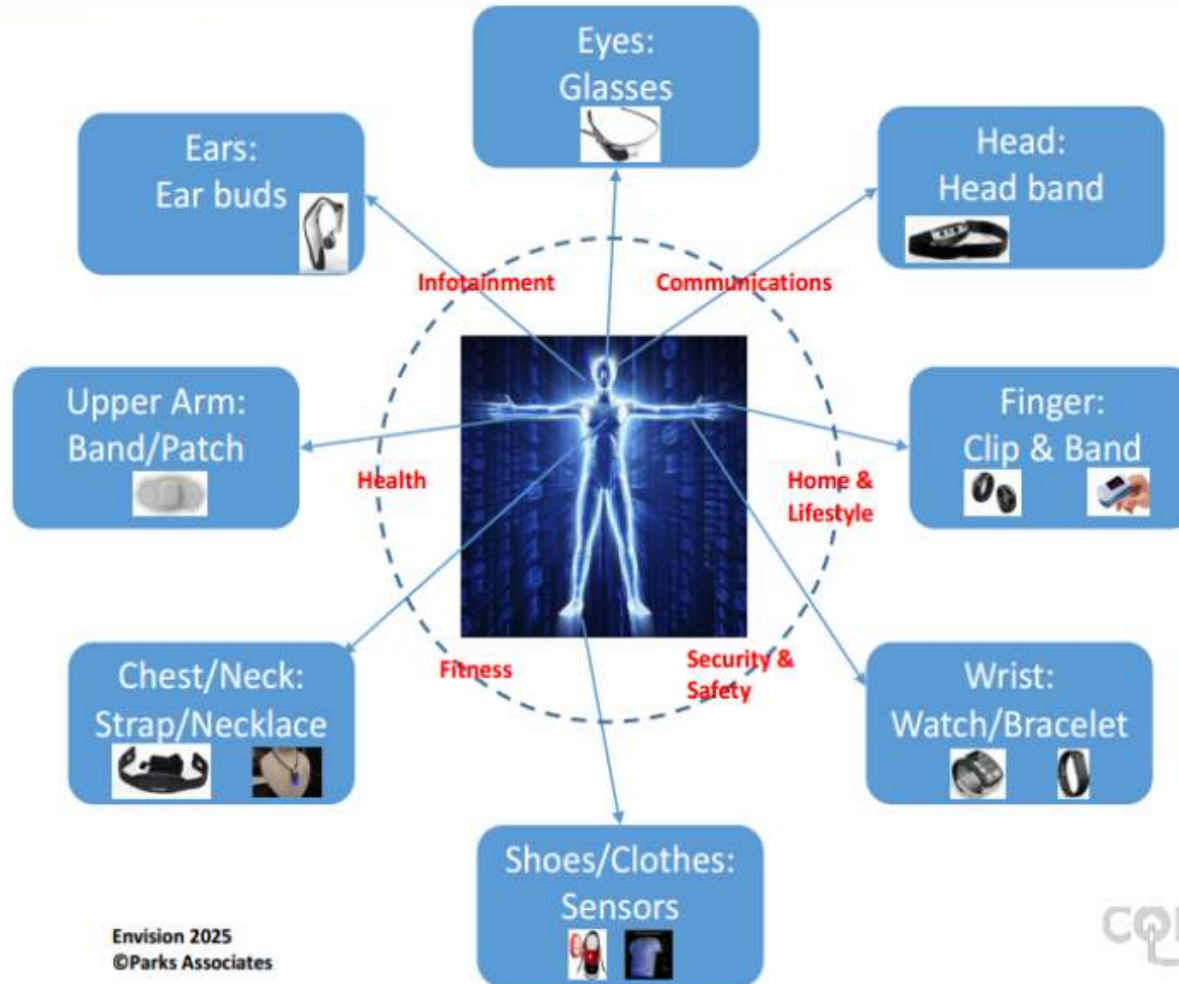 Eyes:
Glasses
Ears:
Ear buds
Head:
Head band
Infotainment
Communications
Upper Arm:
Band/Patch
Finger:
Clip & Band
Health
Home &
Lifestyle
Fitness
Security &
Safety
Chest/Neck:
Strap/Necklace
Wrist:
Watch/Bracelet
Shoes/Clothes:
Sensors
Envision 2025
©Parks Associates